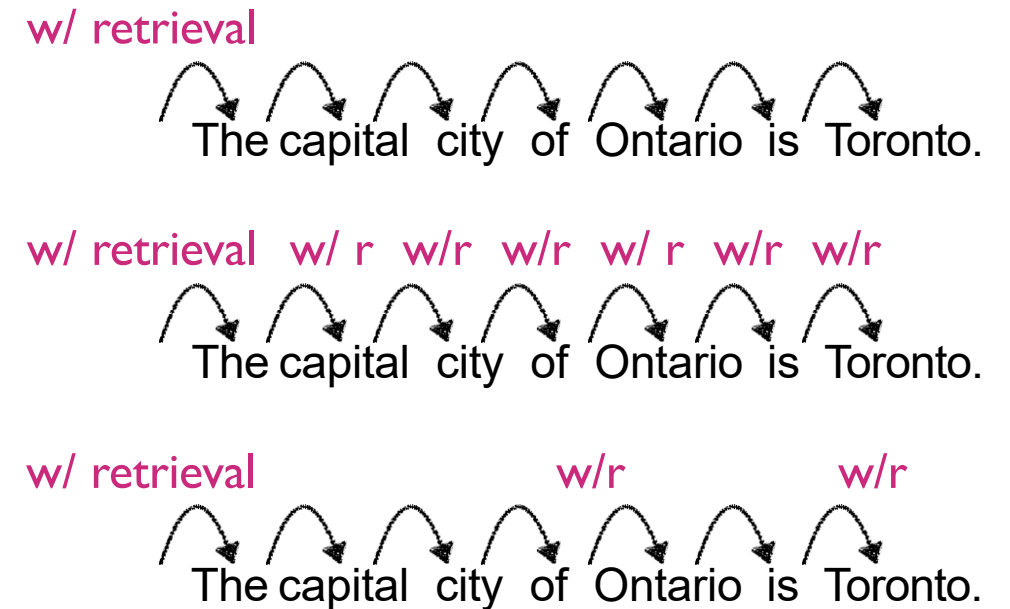 w/ retrieval
The capital city of Ontario is Toronto.
w/ retrieval w/ r w/r w/r w/ r w/r w/r
The capital city of Ontario is Toronto.
w/ retrieval w/r w/r
The capital city of Ontario is Toronto.